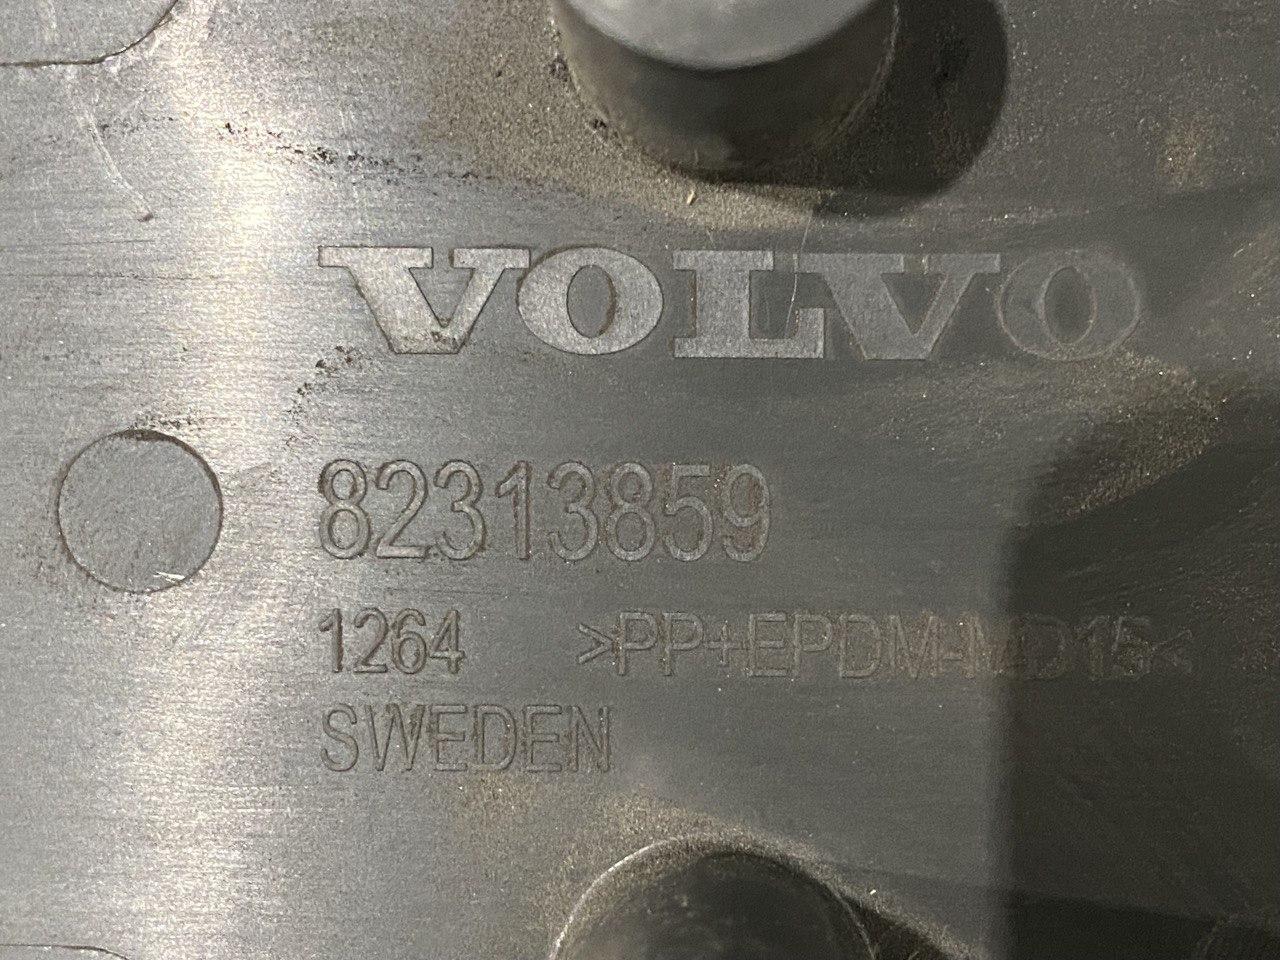 VOLVO
82313859
1264 >PP+EPDM-MD15<
SWEDEN